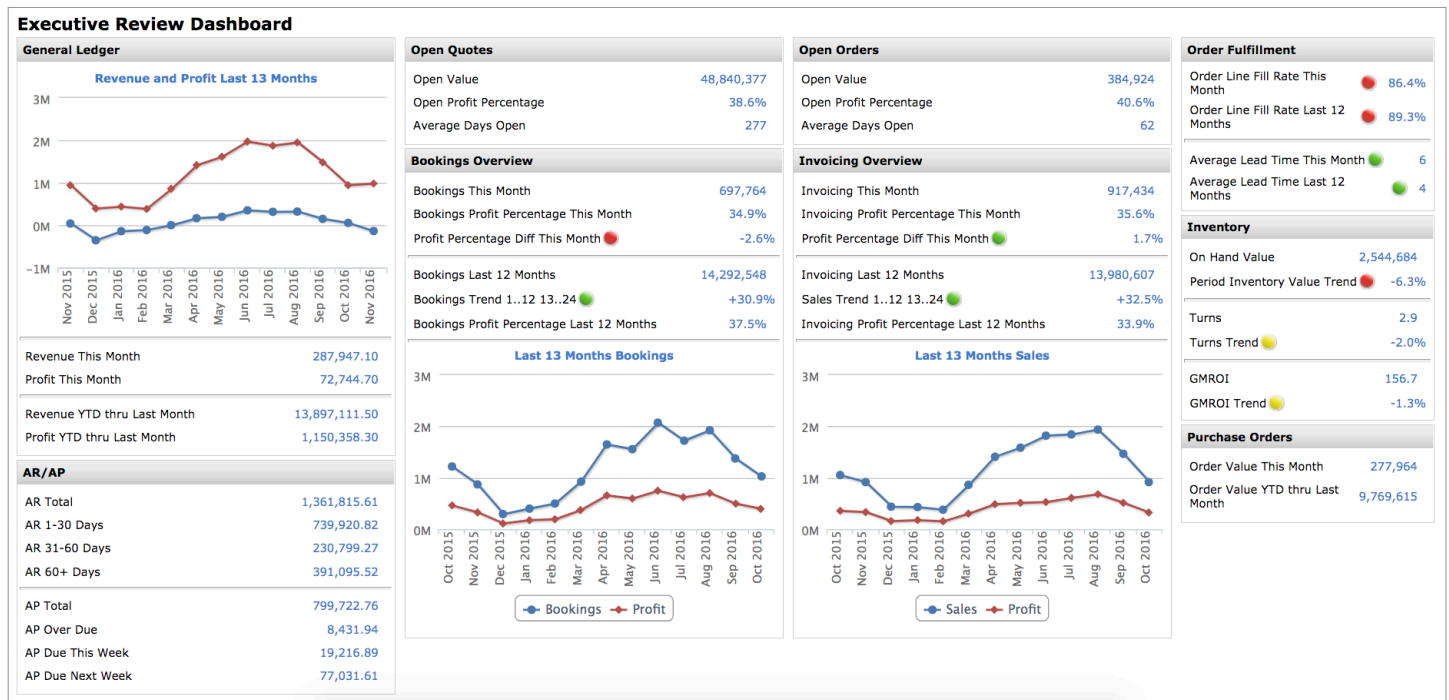 Executive Review Dashboard
General Ledger
Revenue and Profit Last 13 Months
3M
2M
1M
0M
−1M
Nov 2015
Dec 2015
Jan 2016
Feb 2016
Mar 2016
Apr 2016
May 2016
Jun 2016
Jul 2016
Aug 2016
Sep 2016
Oct 2016
Nov 2016
Revenue This Month 287,947.10
Profit This Month 72,744.70
Revenue YTD thru Last Month 13,897,111.50
Profit YTD thru Last Month 1,150,358.30
AR/AP
AR Total 1,361,815.61
AR 1-30 Days 739,920.82
AR 31-60 Days 230,799.27
AR 60+ Days 391,095.52
AP Total 799,722.76
AP Over Due 8,431.94
AP Due This Week 19,216.89
AP Due Next Week 77,031.61
Open Quotes
Open Value 48,840,377
Open Profit Percentage 38.6%
Average Days Open 277
Bookings Overview
Bookings This Month 697,764
Bookings Profit Percentage This Month 34.9%
Profit Percentage Diff This Month -2.6%
Bookings Last 12 Months 14,292,548
Bookings Trend 1..12 13..24 +30.9%
Bookings Profit Percentage Last 12 Months 37.5%
Last 13 Months Bookings
3M
2M
1M
0M
Oct 2015
Nov 2015
Dec 2015
Jan 2016
Feb 2016
Mar 2016
Apr 2016
May 2016
Jun 2016
Jul 2016
Aug 2016
Sep 2016
Oct 2016
Bookings Profit
Open Orders
Open Value 384,924
Open Profit Percentage 40.6%
Average Days Open 62
Invoicing Overview
Invoicing This Month 917,434
Invoicing Profit Percentage This Month 35.6%
Profit Percentage Diff This Month 1.7%
Invoicing Last 12 Months 13,980,607
Sales Trend 1..12 13..24 +32.5%
Invoicing Profit Percentage Last 12 Months 33.9%
Last 13 Months Sales
3M
2M
1M
0M
Oct 2015
Nov 2015
Dec 2015
Jan 2016
Feb 2016
Mar 2016
Apr 2016
May 2016
Jun 2016
Jul 2016
Aug 2016
Sep 2016
Oct 2016
Sales Profit
Order Fulfillment
Order Line Fill Rate This
Month 86.4%
Order Line Fill Rate Last 12
Months 89.3%
Average Lead Time This Month 6
Average Lead Time Last 12
Months 4
Inventory
On Hand Value 2,544,684
Period Inventory Value Trend -6.3%
Turns 2.9
Turns Trend -2.0%
GMROI 156.7
GMROI Trend -1.3%
Purchase Orders
Order Value This Month 277,964
Order Value YTD thru Last
Month 9,769,615